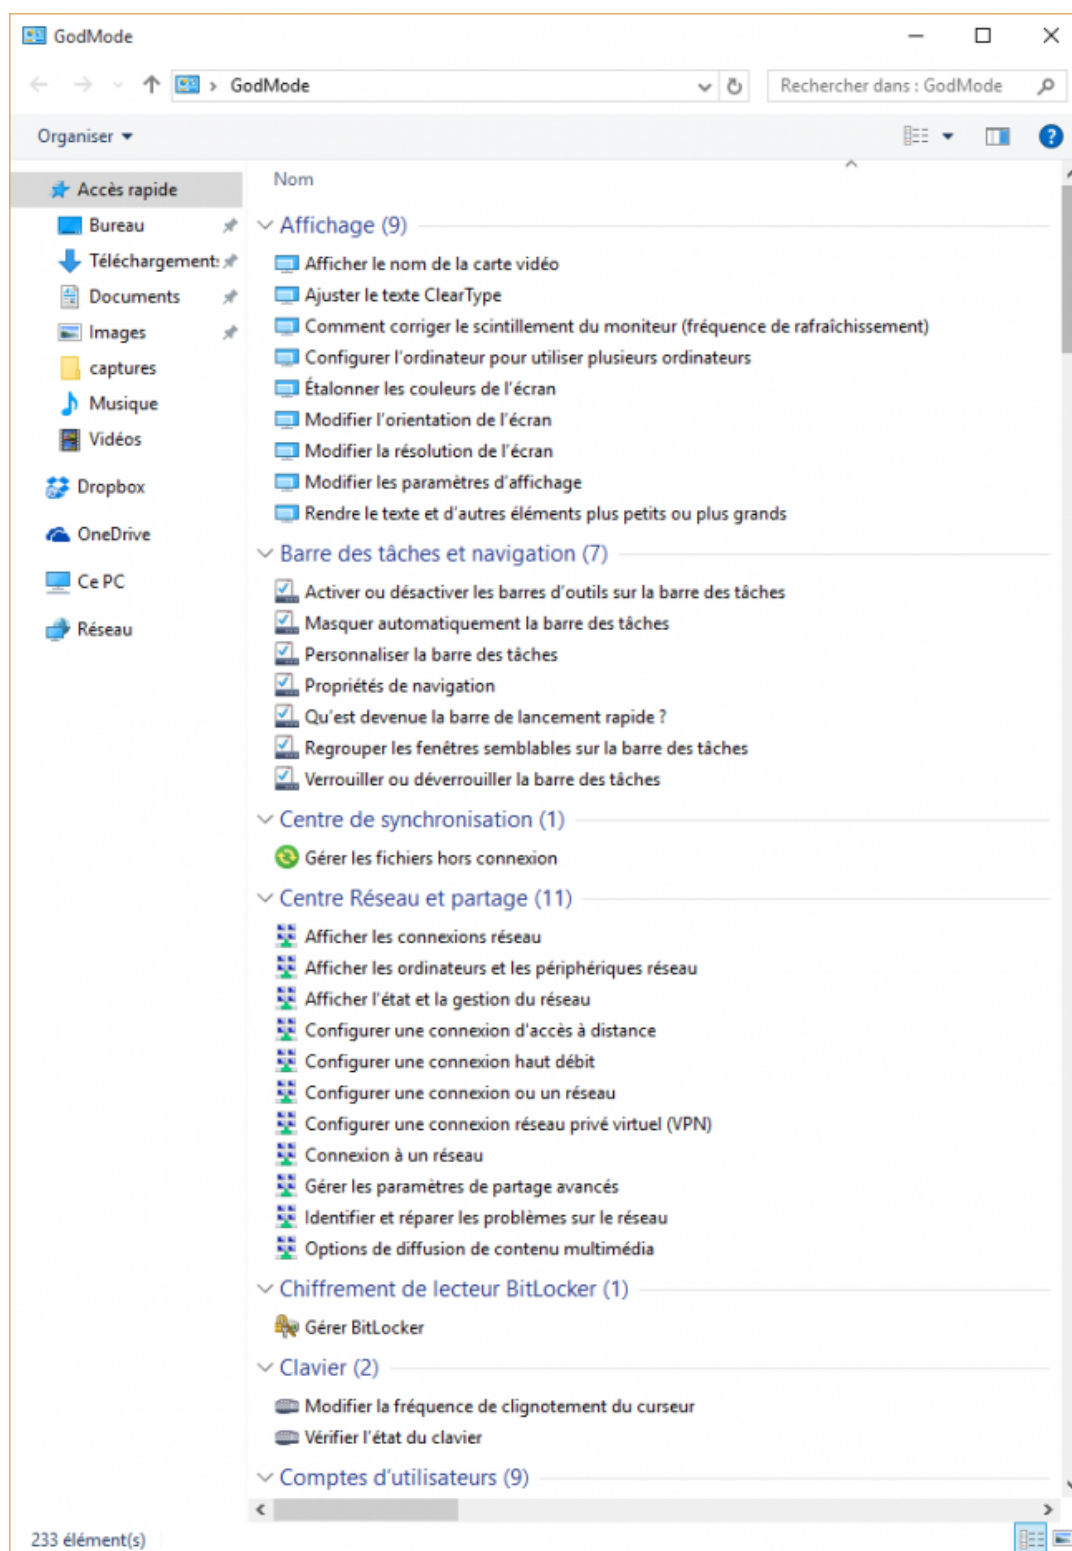 GodMode
GodMode
Rechercher dans : GodMode
Organiser
Accès rapide
Bureau
Téléchargement
Documents
Images
captures
Musique
Vidéos
Dropbox
OneDrive
Ce PC
Réseau
Nom
Affichage (9)
Afficher le nom de la carte vidéo
Ajuster le texte ClearType
Comment corriger le scintillement du moniteur (fréquence de rafraîchissement)
Configurer l'ordinateur pour utiliser plusieurs ordinateurs
Étalonner les couleurs de l'écran
Modifier l'orientation de l'écran
Modifier la résolution de l'écran
Modifier les paramètres d'affichage
Rendre le texte et d'autres éléments plus petits ou plus grands
Barre des tâches et navigation (7)
Activer ou désactiver les barres d'outils sur la barre des tâches
Masquer automatiquement la barre des tâches
Personnaliser la barre des tâches
Propriétés de navigation
Qu'est devenue la barre de lancement rapide ?
Regrouper les fenêtres semblables sur la barre des tâches
Verrouiller ou déverrouiller la barre des tâches
Centre de synchronisation (1)
Gérer les fichiers hors connexion
Centre Réseau et partage (11)
Afficher les connexions réseau
Afficher les ordinateurs et les périphériques réseau
Afficher l'état et la gestion du réseau
Configurer une connexion d'accès à distance
Configurer une connexion haut débit
Configurer une connexion ou un réseau
Configurer une connexion réseau privé virtuel (VPN)
Connexion à un réseau
Gérer les paramètres de partage avancés
Identifier et réparer les problèmes sur le réseau
Options de diffusion de contenu multimédia
Chiffrement de lecteur BitLocker (1)
Gérer BitLocker
Clavier (2)
Modifier la fréquence de clignotement du curseur
Vérifier l'état du clavier
Comptes d'utilisateurs (9)
233 élément(s)